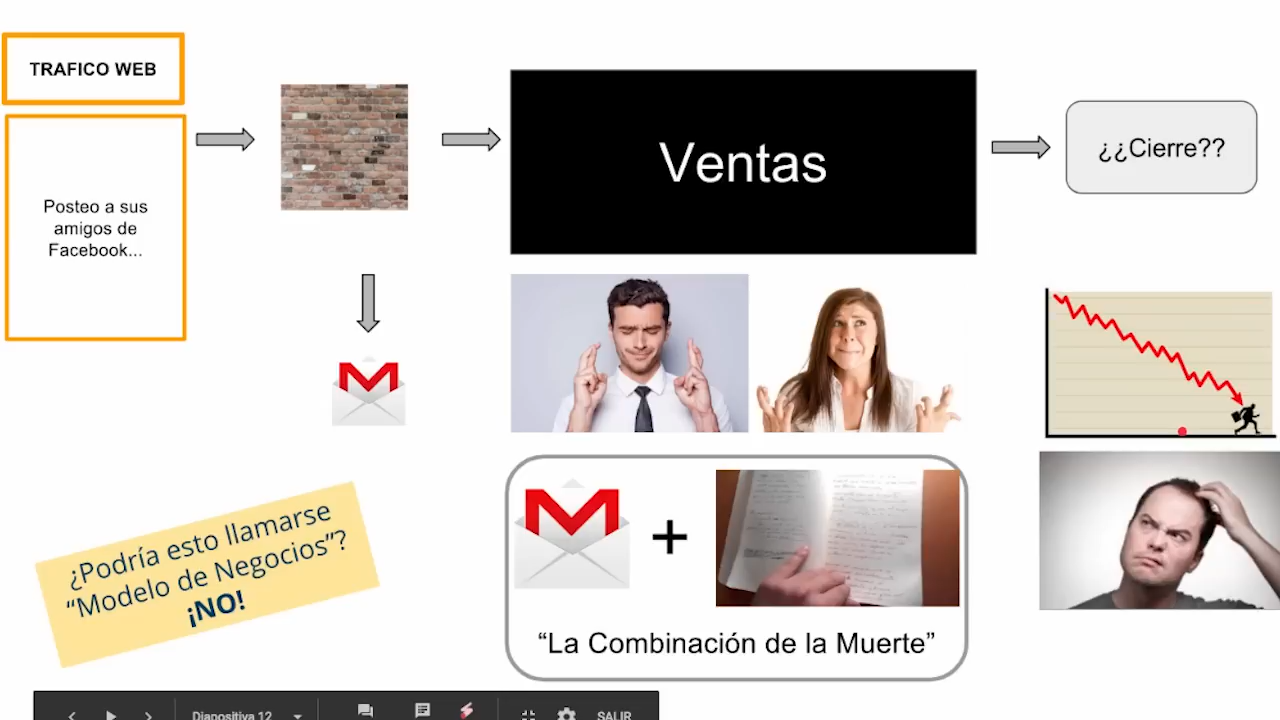 TRAFICO WEB
Posteo a sus
amigos de
Facebook...
Ventas
¿¿Cierre??
¿Podría esto llamarse
“Modelo de Negocios”?
¡NO!
+
“La Combinación de la Muerte”
Diapositiva 12
SALIR